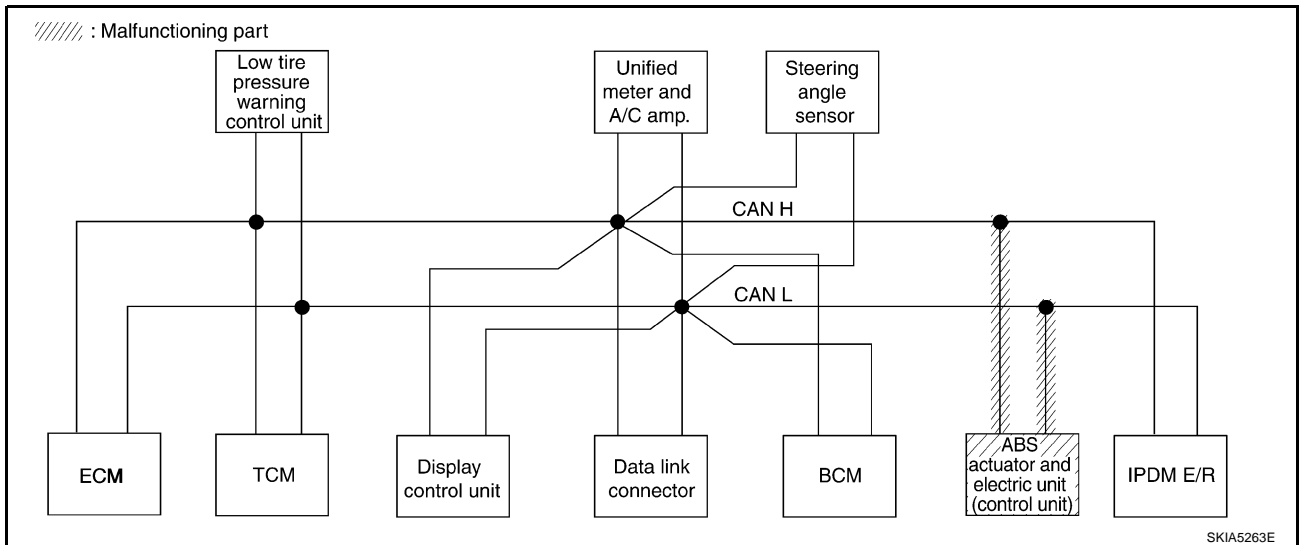 : Malfunctioning part
Low tire
pressure
warning
control unit
Unified
meter and
A/C amp.
Steering
angle
sensor
CAN H
CAN L
ECM
TCM
Display
control unit
Data link
connector
BCM
ABS
actuator and
electric unit
(control unit)
IPDM E/R
SKIA5263E